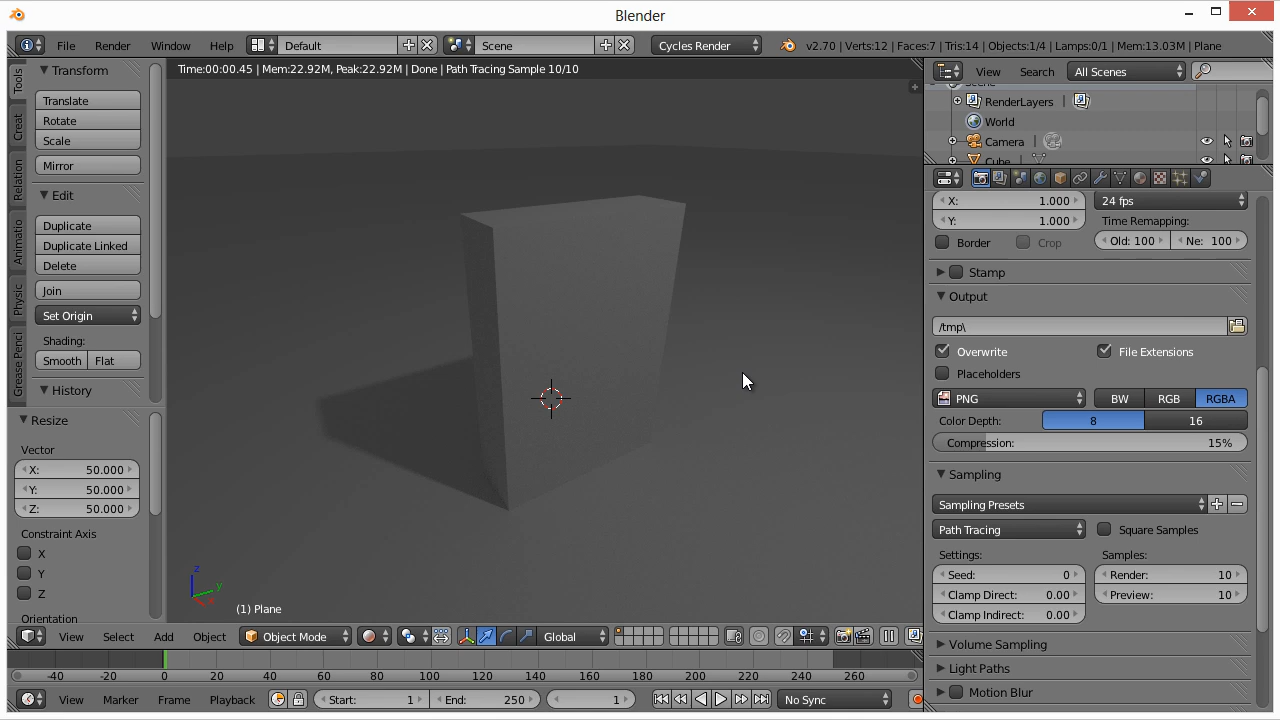 Blender
File Render Window Help Default Scene Cycles Render v2.70 | Verts:12 | Faces:7 | Tris:14 | Objects:1/4 | Lamps:0/1 | Mem:13.03M | Plane
Time:00:00.45 | Mem:22.92M, Peak:22.92M | Done | Path Tracing Sample 10/10
Tools
Creat
Relation
Animatio
Physic
Grease Penci
Transform
Translate
Rotate
Scale
Mirror
Edit
Duplicate
Duplicate Linked
Delete
Join
Set Origin
Shading:
Smooth Flat
History
Resize
Vector
X: 50.000
Y: 50.000
Z: 50.000
Constraint Axis
X
Y
Z
Orientation
z
y
(1) Plane
View Select Add Object Object Mode Global
-40 -20 0 20 40 60 80 100 120 140 160 180 200 220 240 260
View Marker Frame Playback Start: 1 End: 250 1 No Sync
View Search All Scenes
Scene
RenderLayers |
World
Camera |
Cube |
X: 1.000
Y: 1.000
24 fps
Time Remapping:
Old: 100 Ne: 100
Border Crop
Stamp
Output
/tmp\
Overwrite File Extensions
Placeholders
PNG BW RGB RGBA
Color Depth: 8 16
Compression: 15%
Sampling
Sampling Presets
Path Tracing Square Samples
Settings: Samples:
Seed: 0 Render: 10
Clamp Direct: 0.00 Preview: 10
Clamp Indirect: 0.00
Volume Sampling
Light Paths
Motion Blur